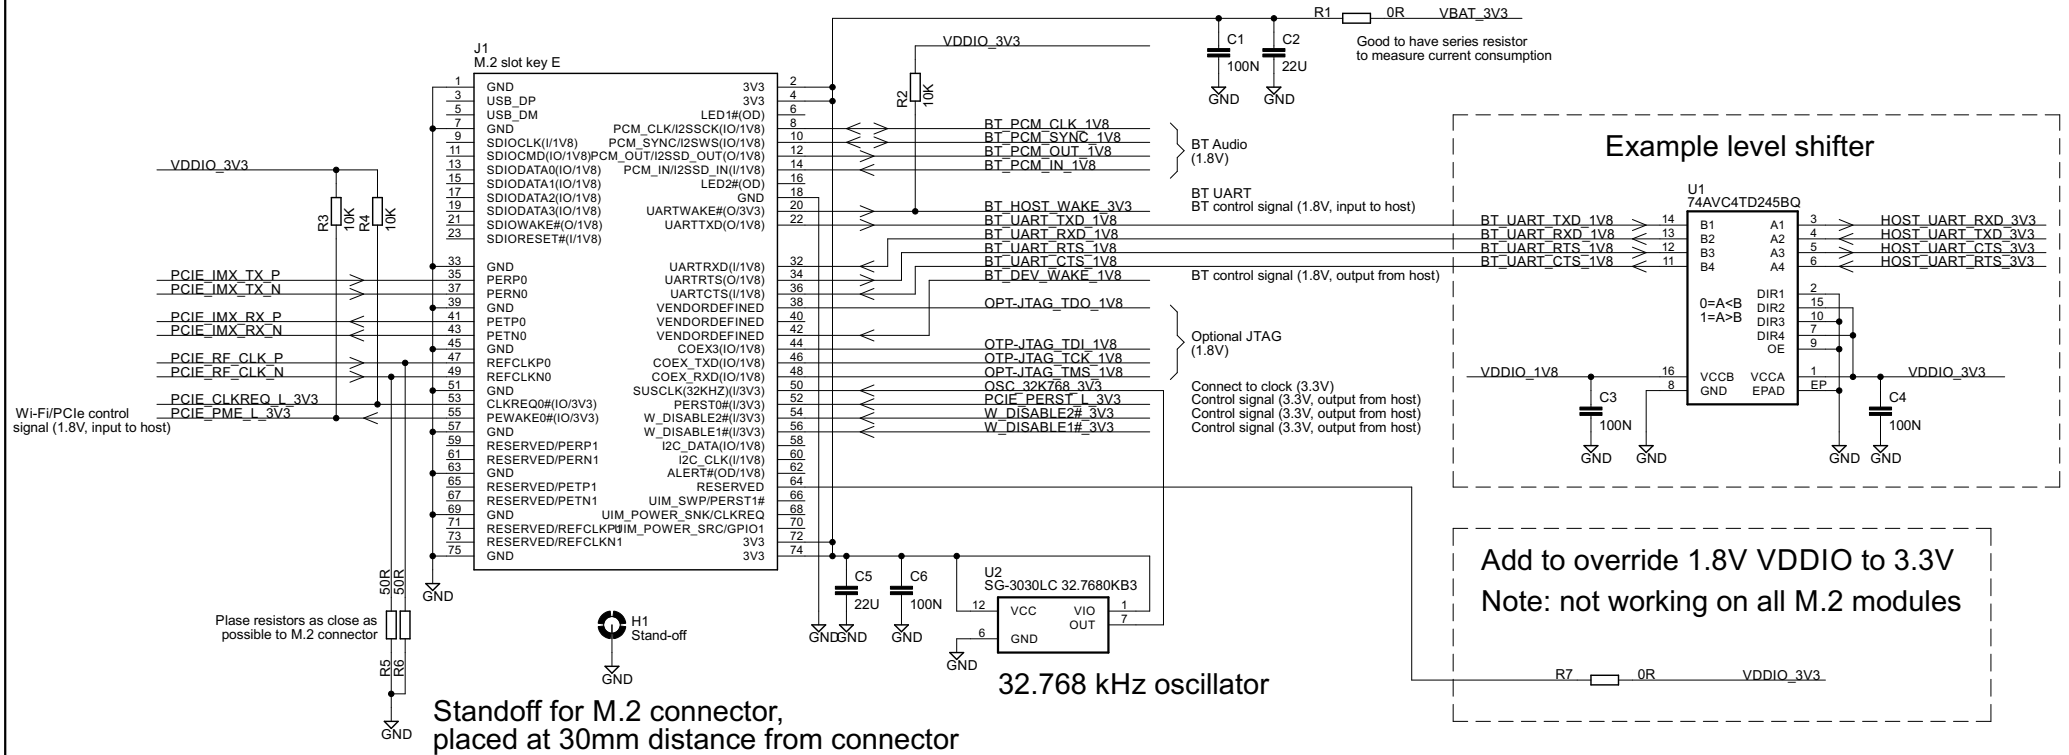 R1 0R VBAT_3V3
Good to have series resistor
to measure current consumption
C1
100N
C2
22U
GND GND
VDDIO_3V3
R2 10K
J1
M.2 slot key E
1 GND 3V3 2
3 USB_DP 3V3 4
5 USB_DM LED1#(OD) 6
7 GND PCM_CLK/I2SSCK(IO/1V8) 8
9 SDIOCLK(I/1V8) PCM_SYNC/I2SWS(IO/1V8) 10
11 SDIOCMD(IO/1V8) PCM_OUT/I2SSD_OUT(O/1V8) 12
13 SDIODATA0(IO/1V8) PCM_IN/I2SSD_IN(I/1V8) 14
15 SDIODATA1(IO/1V8) LED2#(OD) 16
17 SDIODATA2(IO/1V8) GND 18
19 SDIODATA3(IO/1V8) UARTWAKE#(O/3V3) 20
21 SDIOWAKE#(O/1V8) UARTTXD(O/1V8) 22
23 SDIORESET#(I/1V8)
33 GND UARTRXD(I/1V8) 32
35 PERP0 UARTRTS(O/1V8) 34
37 PERN0 UARTCTS(I/1V8) 36
39 GND VENDORDEFINED 38
41 PETP0 VENDORDEFINED 40
43 PETN0 VENDORDEFINED 42
45 GND COEX3(IO/1V8) 44
47 REFCLKP0 COEX_TXD(IO/1V8) 46
49 REFCLKN0 COEX_RXD(IO/1V8) 48
51 GND SUSCLK(32KHZ)(I/3V3) 50
53 CLKREQ0#(IO/3V3) PERST0#(I/3V3) 52
55 PEWAKE0#(IO/3V3) W_DISABLE2#(I/3V3) 54
57 GND W_DISABLE1#(I/3V3) 56
59 RESERVED/PERP1 I2C_DATA(IO/1V8) 58
61 RESERVED/PERN1 I2C_CLK(I/1V8) 60
63 GND ALERT#(OD/1V8) 62
65 RESERVED/PETP1 RESERVED 64
67 RESERVED/PETN1 UIM_SWP/PERST1# 66
69 GND UIM_POWER_SNK/CLKREQ 68
71 RESERVED/REFCLKP1 UIM_POWER_SRC/GPIO1 70
73 RESERVED/REFCLKN1 3V3 72
75 GND 3V3 74
VDDIO_3V3
R3 10K
R4 10K
PCIE_IMX_TX_P
PCIE_IMX_TX_N
PCIE_IMX_RX_P
PCIE_IMX_RX_N
PCIE_RF_CLK_P
PCIE_RF_CLK_N
PCIE_CLKREQ_L_3V3
PCIE_PME_L_3V3
Wi-Fi/PCIe control
signal (1.8V, input to host)
BT_PCM_CLK_1V8
BT_PCM_SYNC_1V8
BT_PCM_OUT_1V8
BT_PCM_IN_1V8
BT Audio
(1.8V)
BT_HOST_WAKE_3V3
BT_UART_TXD_1V8
BT_UART_RXD_1V8
BT_UART_RTS_1V8
BT_UART_CTS_1V8
BT_DEV_WAKE_1V8
BT UART
BT control signal (1.8V, input to host)
BT control signal (1.8V, output from host)
OPT-JTAG_TDO_1V8
OTP-JTAG_TDI_1V8
OTP-JTAG_TCK_1V8
OPT-JTAG_TMS_1V8
Optional JTAG
(1.8V)
OSC_32K768_3V3 Connect to clock (3.3V)
PCIE_PERST_L_3V3 Control signal (3.3V, output from host)
W_DISABLE2#_3V3 Control signal (3.3V, output from host)
W_DISABLE1#_3V3 Control signal (3.3V, output from host)
Example level shifter
U1
74AVC4TD245BQ
BT_UART_TXD_1V8 14 B1 A1 3 HOST_UART_RXD_3V3
BT_UART_RXD_1V8 13 B2 A2 4 HOST_UART_TXD_3V3
BT_UART_RTS_1V8 12 B3 A3 5 HOST_UART_CTS_3V3
BT_UART_CTS_1V8 11 B4 A4 6 HOST_UART_RTS_3V3
0=A<B
1=A>B
DIR1 2
DIR2 15
DIR3 10
DIR4 7
OE 9
VDDIO_1V8 16 VCCB VCCA 1 VDDIO_3V3
8 GND EPAD EP
C3
100N
C4
100N
GND GND GND GND
Add to override 1.8V VDDIO to 3.3V
Note: not working on all M.2 modules
R7 0R VDDIO_3V3
GND
50R 50R
Plase resistors as close as
possible to M.2 connector
R5 R6
GND
H1
Stand-off
GND
Standoff for M.2 connector,
placed at 30mm distance from connector
C5
22U
C6
100N
GND GND GND
U2
SG-3030LC 32.7680KB3
12 VCC VIO 1
OUT 7
6 GND
GND
32.768 kHz oscillator